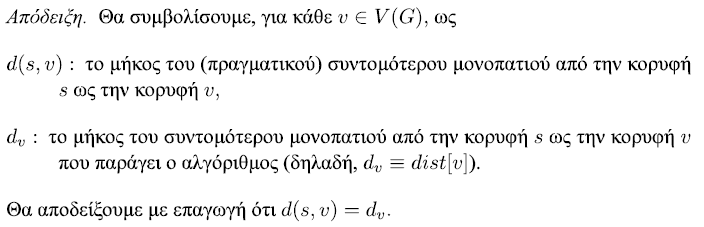 Απόδειξη. Θα συμβολίσουμε, για κάθε v ∈ V(G), ως
d(s, v) : το μήκος του (πραγματικού) συντομότερου μονοπατιού από την κορυφή
s ως την κορυφή v,
d_v : το μήκος του συντομότερου μονοπατιού από την κορυφή s ως την κορυφή v
που παράγει ο αλγόριθμος (δηλαδή, d_v ≡ dist[v]).
Θα αποδείξουμε με επαγωγή ότι d(s, v) = d_v.